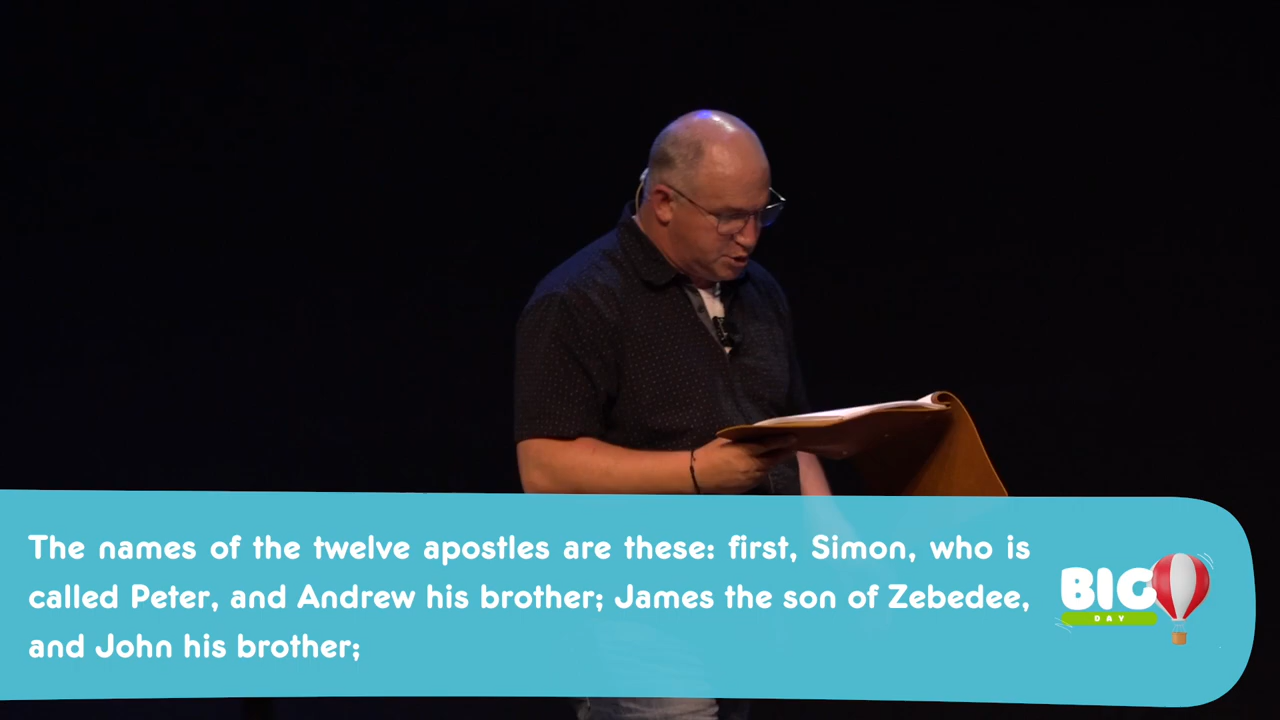 The names of the twelve apostles are these: first, Simon, who is
called Peter, and Andrew his brother; James the son of Zebedee,
and John his brother;
BIG
DAY